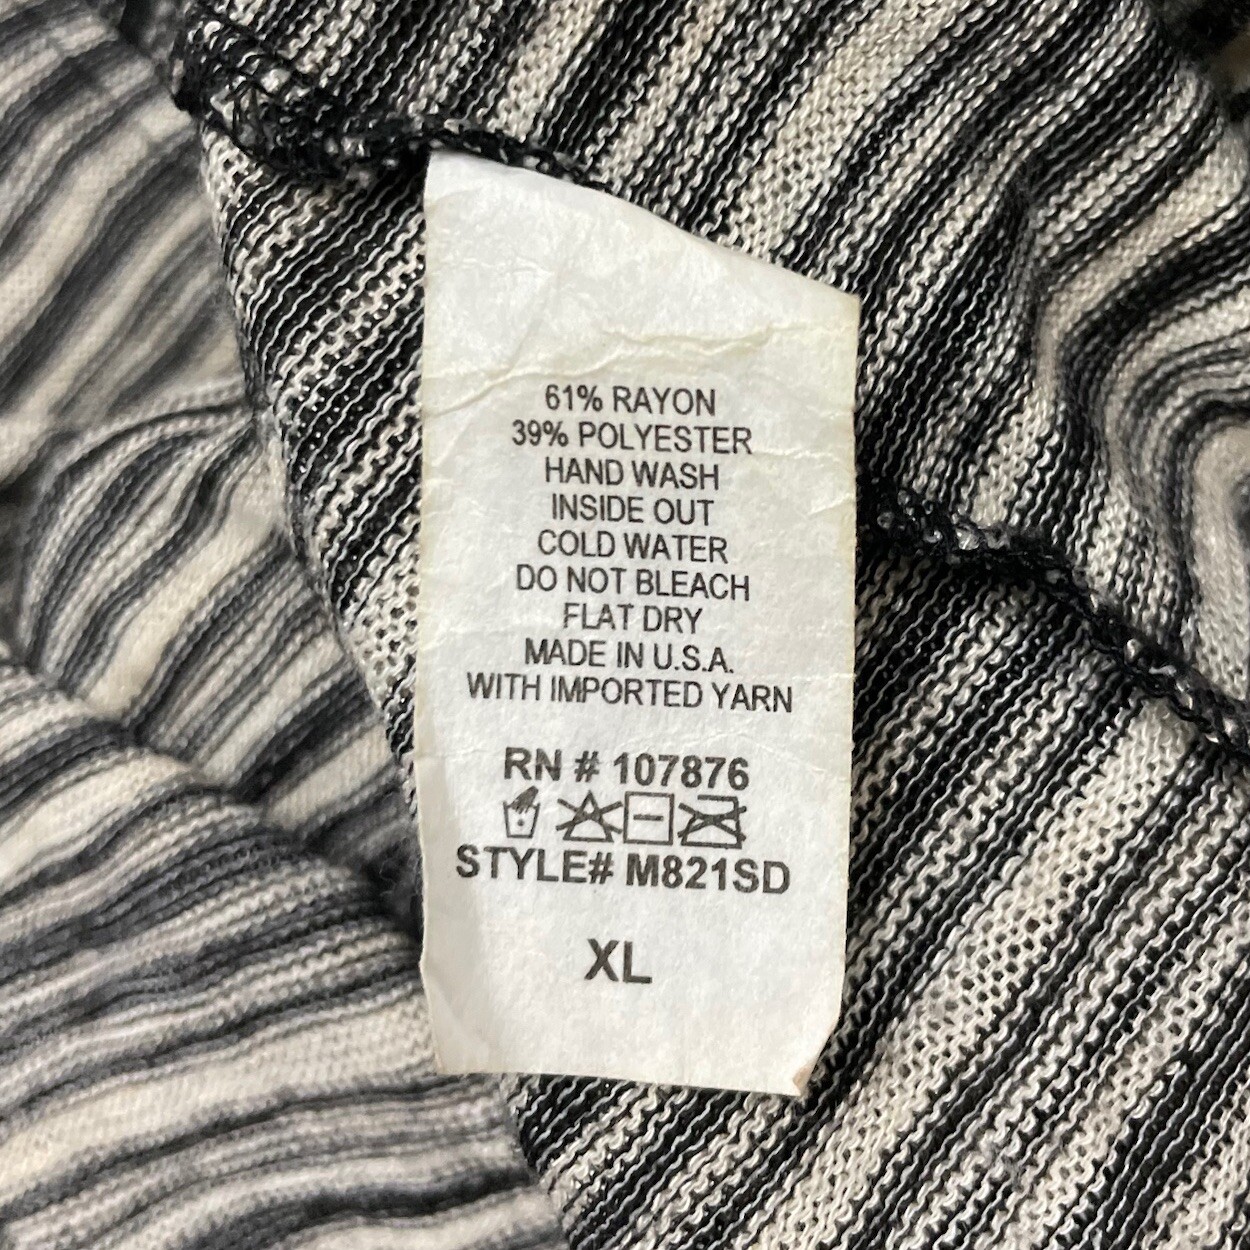 61% RAYON
39% POLYESTER
HAND WASH
INSIDE OUT
COLD WATER
DO NOT BLEACH
FLAT DRY
MADE IN U.S.A.
WITH IMPORTED YARN
RN # 107876
STYLE# M821SD
XL